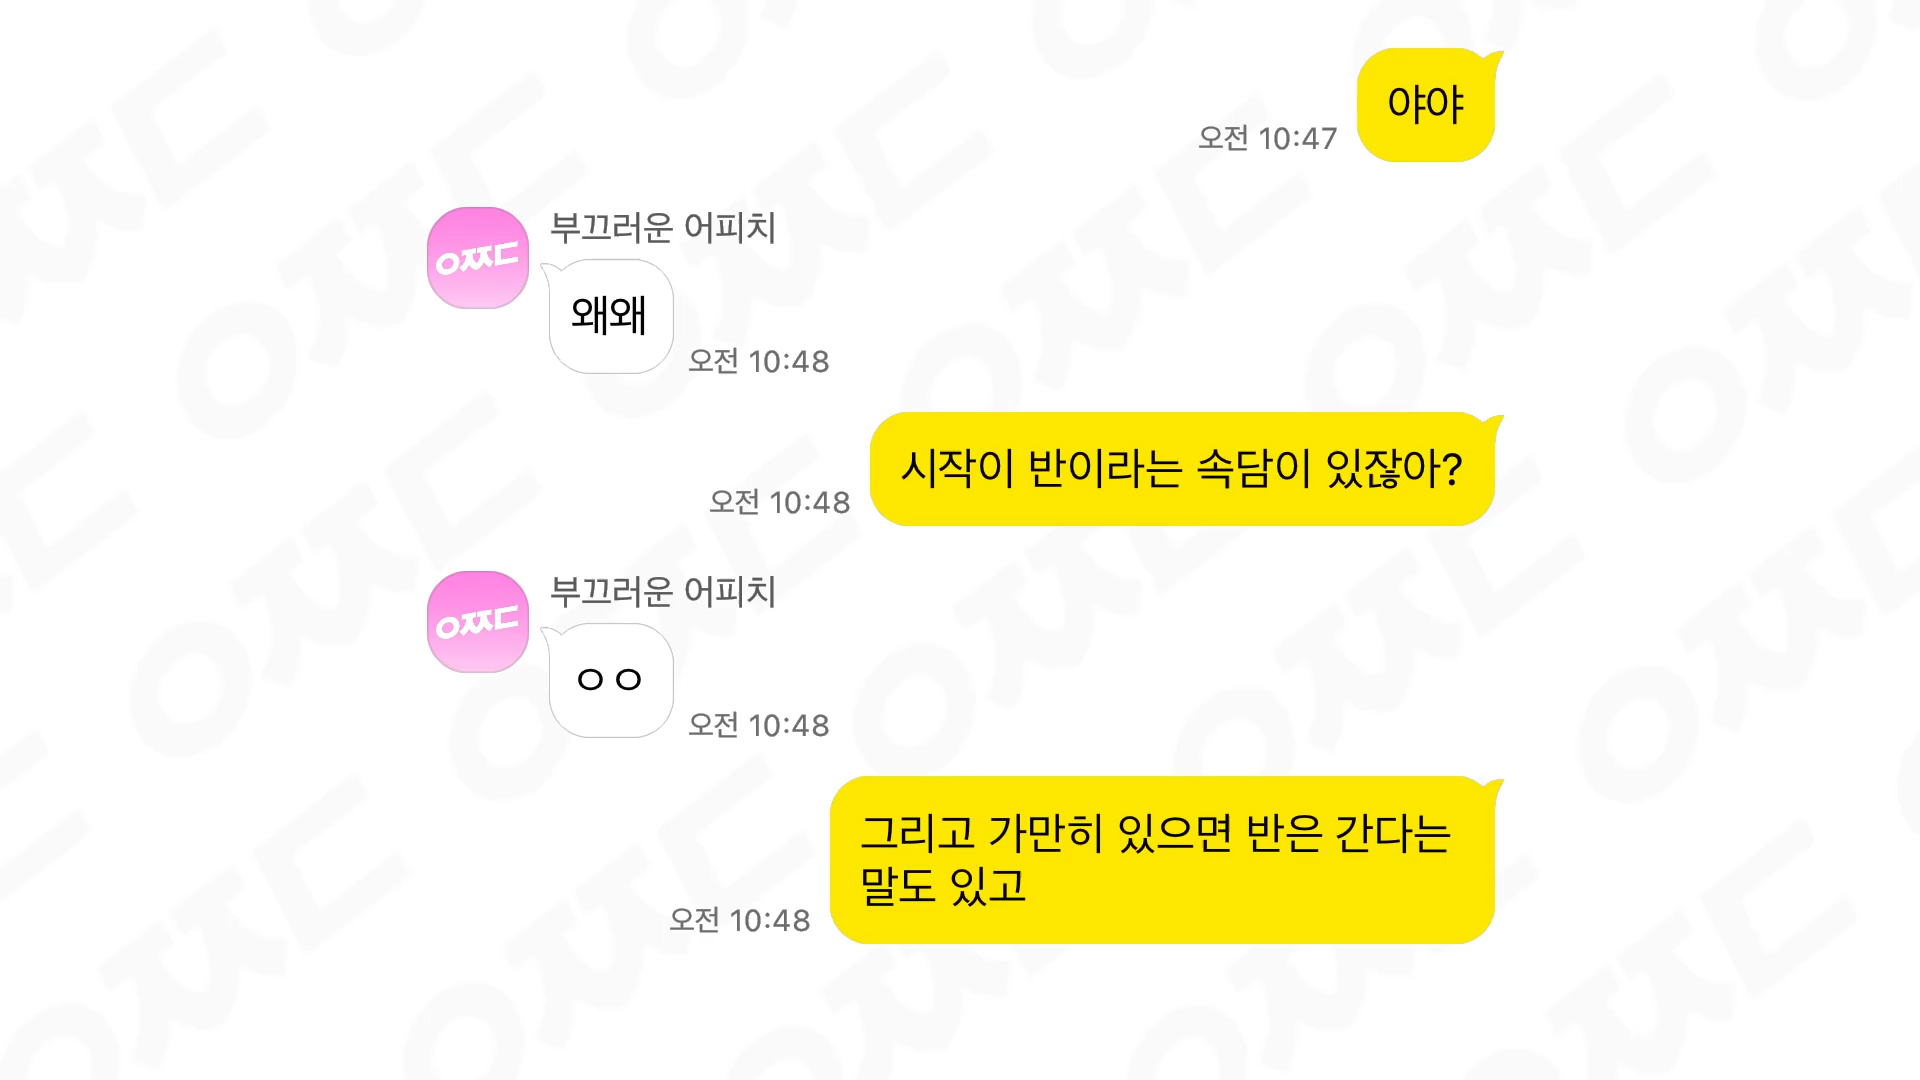 야야
오전 10:47
부끄러운 어피치
왜왜
오전 10:48
시작이 반이라는 속담이 있잖아?
오전 10:48
부끄러운 어피치
ㅇㅇ
오전 10:48
그리고 가만히 있으면 반은 간다는
말도 있고
오전 10:48
ㅇㅉㄷ
ㅇㅉㄷ